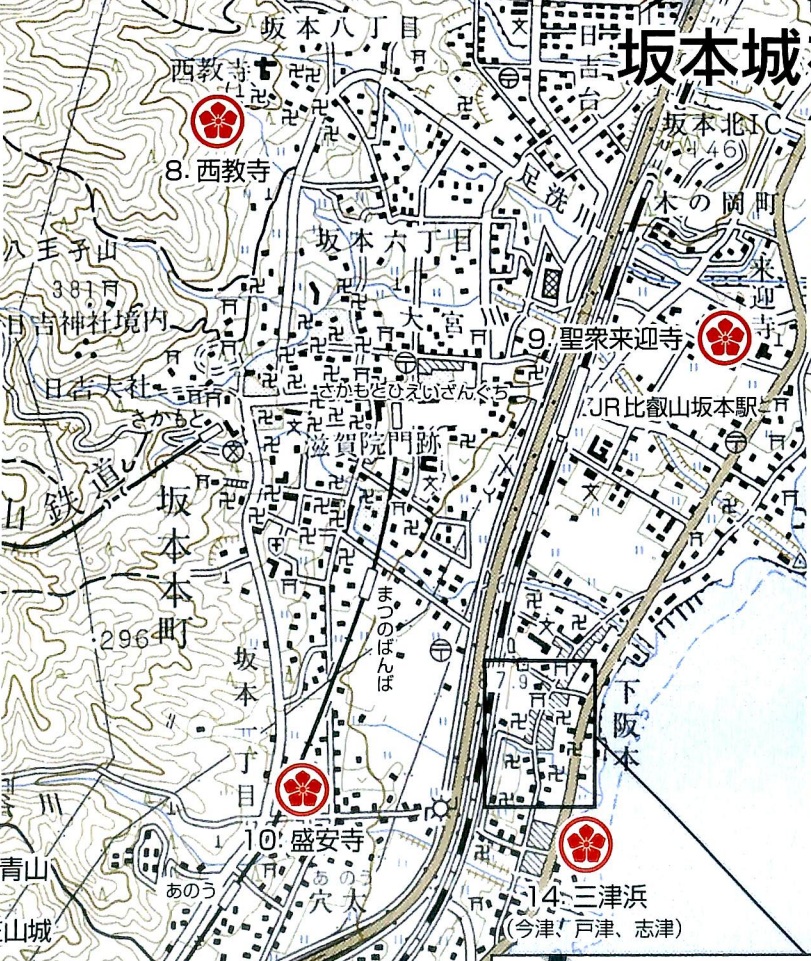 坂本八丁目
日吉台
坂本城
西教寺
8. 西教寺
坂本北IC
146
足洗川
木の岡町
八王子山
坂本六丁目
381
来迎寺
日吉神社境内
大宮
9. 聖衆来迎寺
日吉大社
さかもとひえいざんぐち
さかもと
JR比叡山坂本駅
滋賀院門跡
山鉄道
坂本本町
まつのばんば
296
坂本一丁目
7.9
下阪本
10. 盛安寺
青山
あのう
あのう
穴太
14. 三津浜
(今津、戸津、志津)
山城